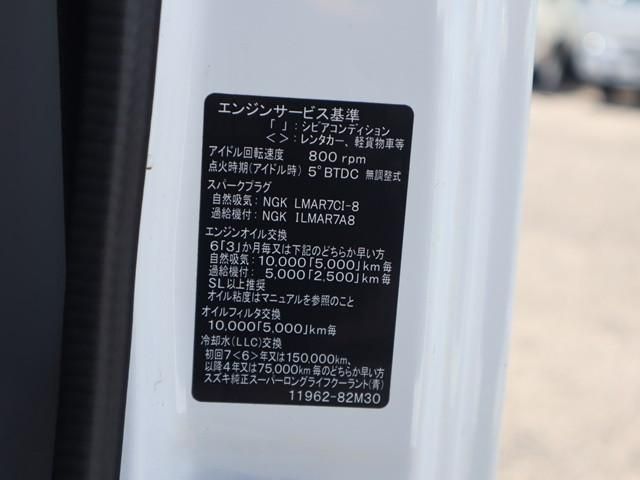 エンジンサービス基準
「 」：シビアコンディション
＜＞：レンタカー、軽貨物車等
アイドル回転速度 800 rpm
点火時期(アイドル時) 5°BTDC 無調整式
スパークプラグ
自然吸気：NGK LMAR7CI-8
過給機付：NGK ILMAR7A8
エンジンオイル交換
6「3」か月毎又は下記のどちらか早い方
自然吸気：10,000「5,000」km毎
過給機付：5,000「2,500」km毎
SL以上推奨
オイル粘度はマニュアルを参照のこと
オイルフィルタ交換
10,000「5,000」km毎
冷却水(LLC)交換
初回7＜6＞年又は150,000km、
以降4年又は75,000km毎のどちらか早い方
スズキ純正スーパーロングライフクーラント(青)
11962-82M30